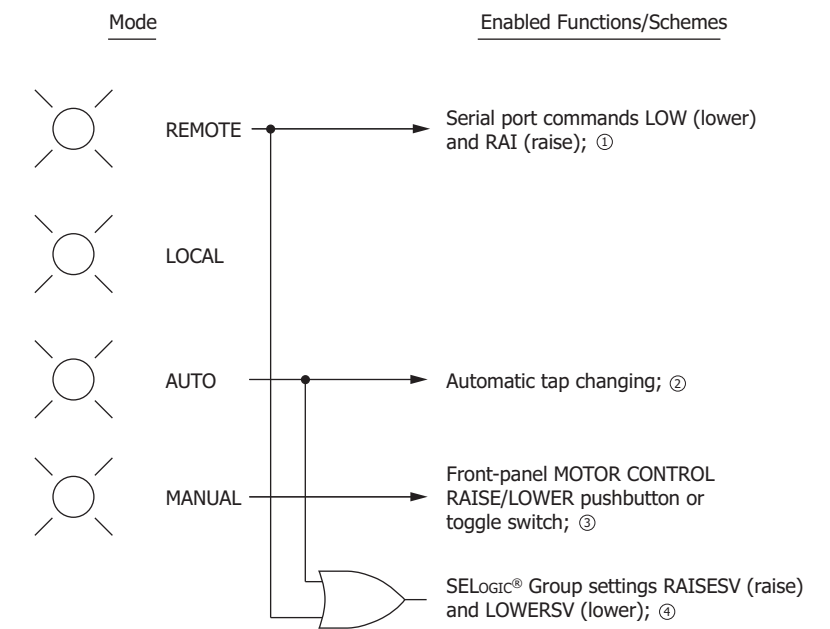 Mode
Enabled Functions/Schemes
REMOTE
Serial port commands LOW (lower)
and RAI (raise); ①
LOCAL
AUTO
Automatic tap changing; ②
MANUAL
Front-panel MOTOR CONTROL
RAISE/LOWER pushbutton or
toggle switch; ③
SELOGIC® Group settings RAISESV (raise)
and LOWERSV (lower); ④